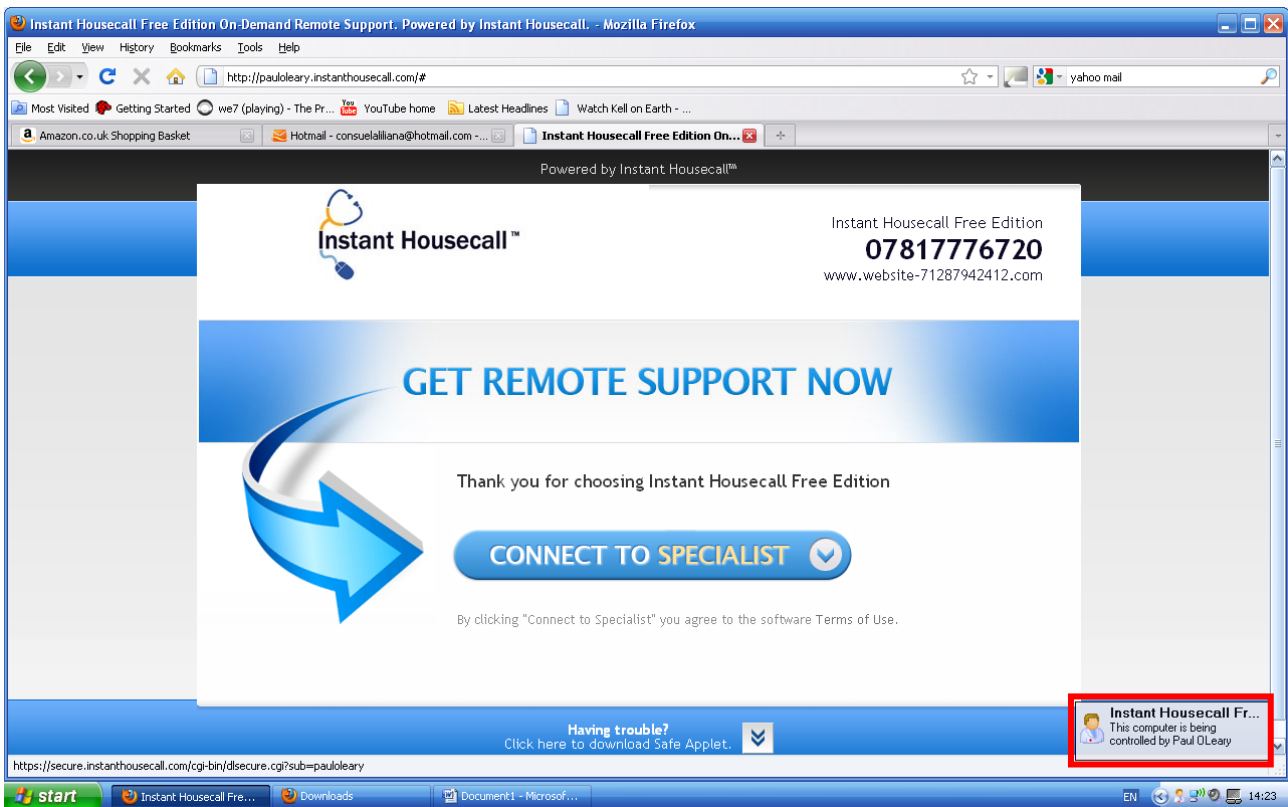 Instant Housecall Free Edition On-Demand Remote Support. Powered by Instant Housecall. - Mozilla Firefox
File Edit View History Bookmarks Tools Help
http://pauloleary.instanthousecall.com/#
yahoo mail
Most Visited Getting Started we7 (playing) - The Pr... YouTube home Latest Headlines Watch Kell on Earth - ...
Amazon.co.uk Shopping Basket Hotmail - consuelaliliana@hotmail.com -... Instant Housecall Free Edition On...
Powered by Instant Housecall™
Instant Housecall™
Instant Housecall Free Edition
07817776720
www.website-71287942412.com
GET REMOTE SUPPORT NOW
Thank you for choosing Instant Housecall Free Edition
CONNECT TO SPECIALIST
By clicking "Connect to Specialist" you agree to the software Terms of Use.
Having trouble?
Click here to download Safe Applet.
Instant Housecall Fr...
This computer is being
controlled by Paul OLeary
https://secure.instanthousecall.com/cgi-bin/dlsecure.cgi?sub=pauloleary
start Instant Housecall Fre... Downloads Document1 - Microsof... EN 14:23